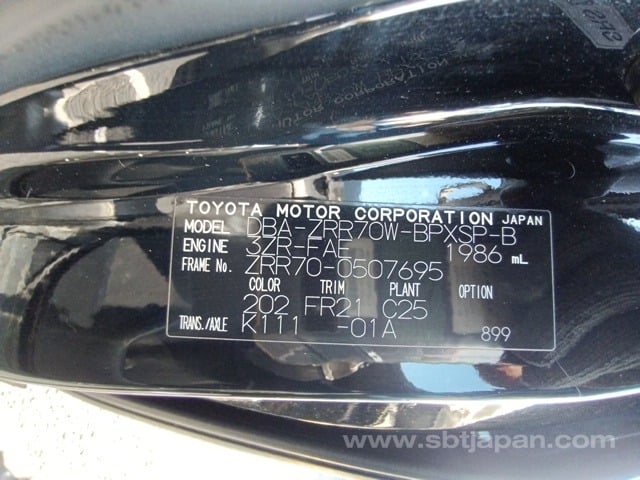 TOYOTA MOTOR CORPORATION JAPAN
MODEL DBA-ZRR70W-BPXSP-B
ENGINE 3ZR-FAE 1986 mL
FRAME No. ZRR70-0507695
COLOR TRIM PLANT OPTION
202 FR21 C25
TRANS./AXLE K111 -01A 899
www.sbtjapan.com